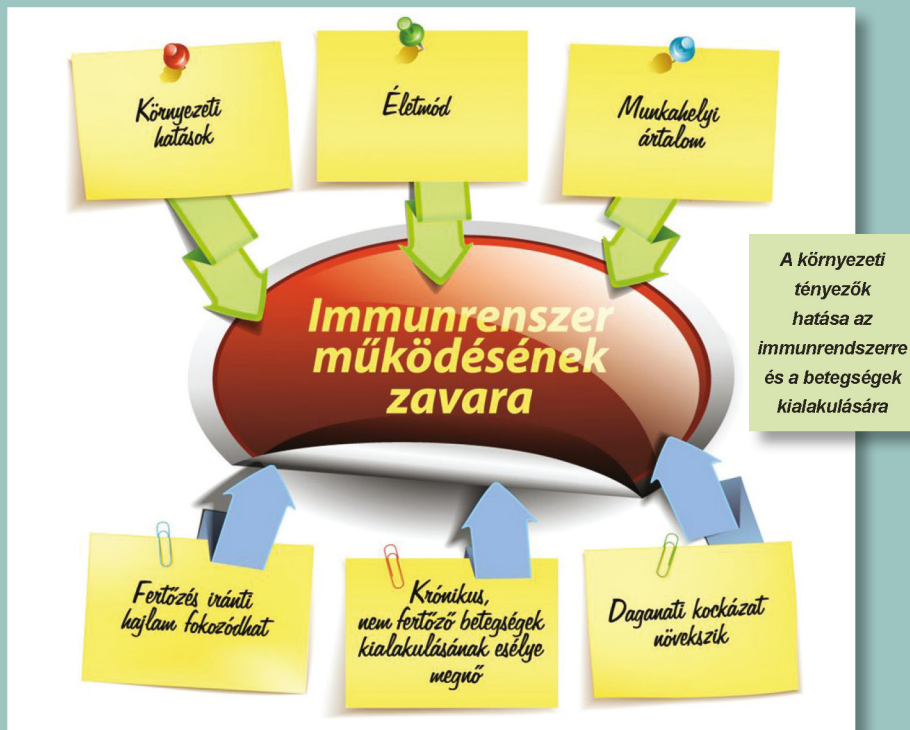 Környezeti
hatások
Életmód
Munkahelyi
ártalom
Immunrenszer
működésének
zavara
A környezeti
tényezők
hatása az
immunrendszerre
és a betegségek
kialakulására
Fertőzés iránti
hajlam fokozódhat
Krónikus,
nem fertőző betegségek
kialakulásának esélye
megnő
Daganati kockázat
növekszik